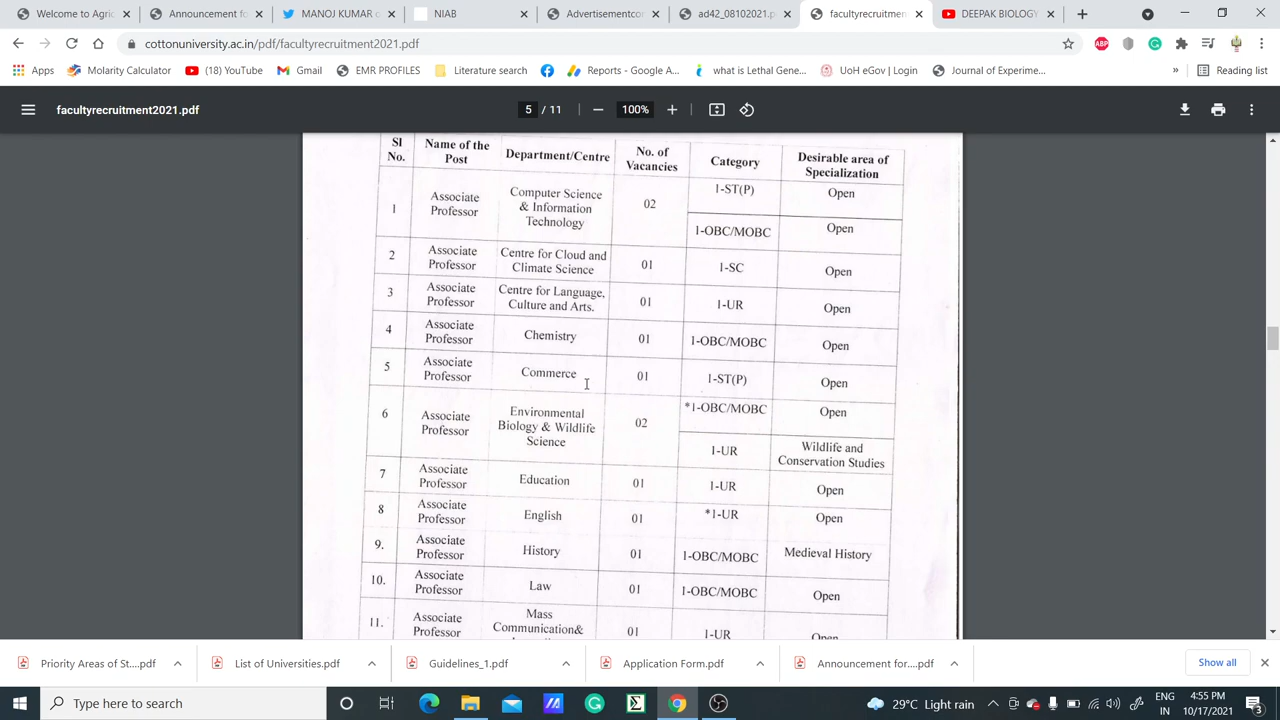 Welcome to Agric
Announcement for
MANOJ KUMAR o
NIAB
Advertisementcor
ad42_08102021.p
facultyrecruitmen
DEEPAK BIOLOGY
cottonuniversity.ac.in/pdf/facultyrecruitment2021.pdf
ABP
Apps
Molarity Calculator
(18) YouTube
Gmail
EMR PROFILES
Literature search
Reports - Google A...
what is Lethal Gene...
UoH eGov | Login
Journal of Experime...
»
Reading list
facultyrecruitment2021.pdf
5 / 11
100%
Sl No.
Name of the Post
Department/Centre
No. of Vacancies
Category
Desirable area of Specialization
1
Associate Professor
Computer Science & Information Technology
02
1-ST(P)
Open
1-OBC/MOBC
Open
2
Associate Professor
Centre for Cloud and Climate Science
01
1-SC
Open
3
Associate Professor
Centre for Language, Culture and Arts.
01
1-UR
Open
4
Associate Professor
Chemistry
01
1-OBC/MOBC
Open
5
Associate Professor
Commerce
01
1-ST(P)
Open
6
Associate Professor
Environmental Biology & Wildlife Science
02
*1-OBC/MOBC
Open
1-UR
Wildlife and Conservation Studies
7
Associate Professor
Education
01
1-UR
Open
8
Associate Professor
English
01
*1-UR
Open
9.
Associate Professor
History
01
1-OBC/MOBC
Medieval History
10.
Associate Professor
Law
01
1-OBC/MOBC
Open
11.
Associate Professor
Mass Communication&
01
1-UR
Open
Priority Areas of St....pdf
List of Universities.pdf
Guidelines_1.pdf
Application Form.pdf
Announcement for....pdf
Show all
Type here to search
29°C Light rain
ENG
IN
4:55 PM
10/17/2021
3